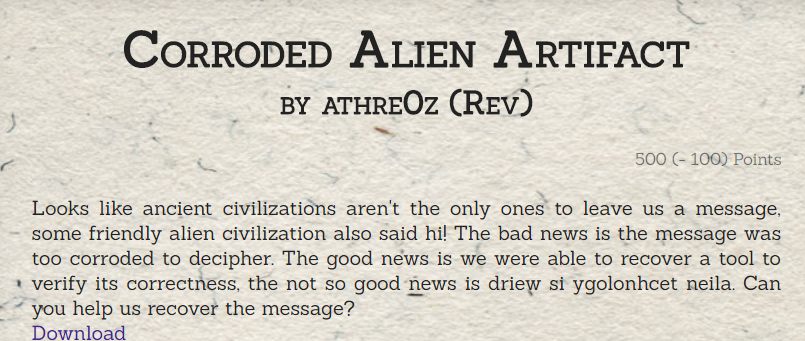 Corroded Alien Artifact
by athre0z (Rev)
500 (- 100) Points
Looks like ancient civilizations aren't the only ones to leave us a message,
some friendly alien civilization also said hi! The bad news is the message was
too corroded to decipher. The good news is we were able to recover a tool to
verify its correctness, the not so good news is driew si ygolonhcet neila. Can
you help us recover the message?
Download